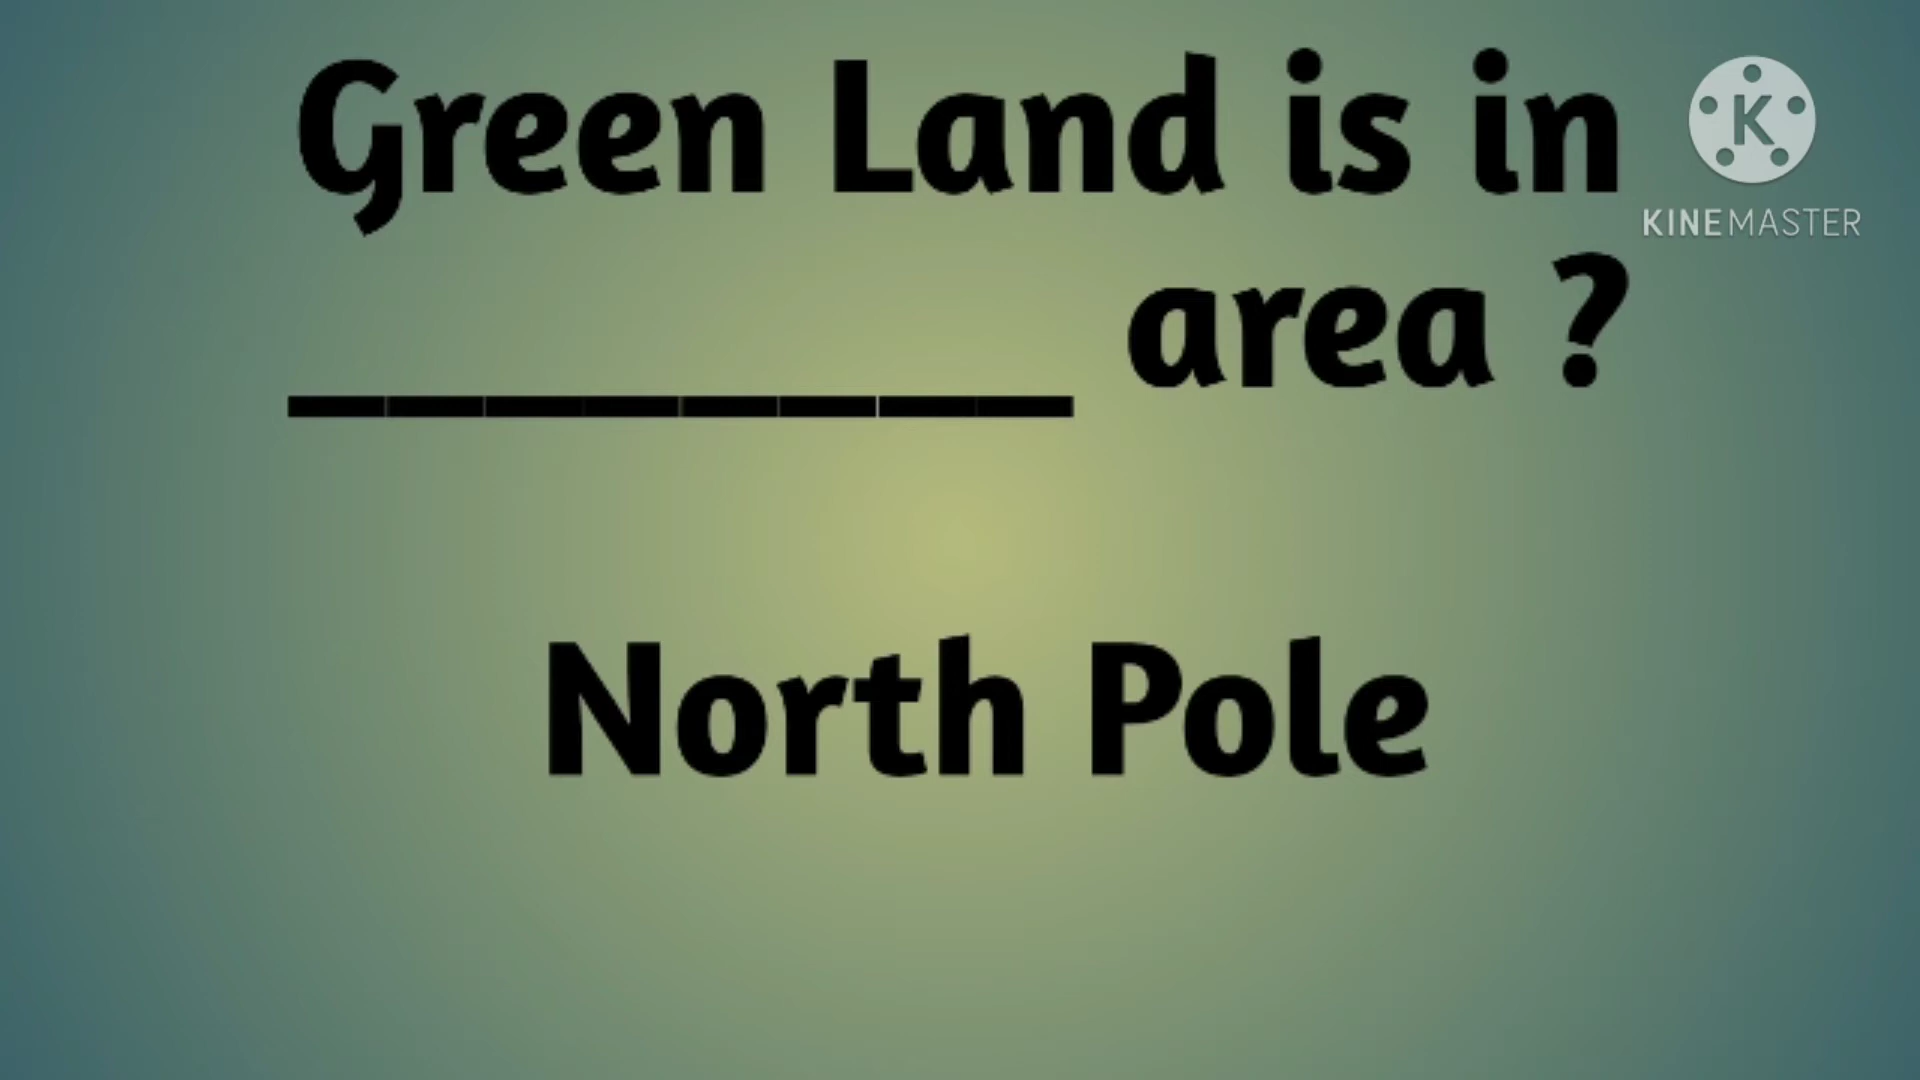 Green Land is in
________ area ?
North Pole
K
KINEMASTER